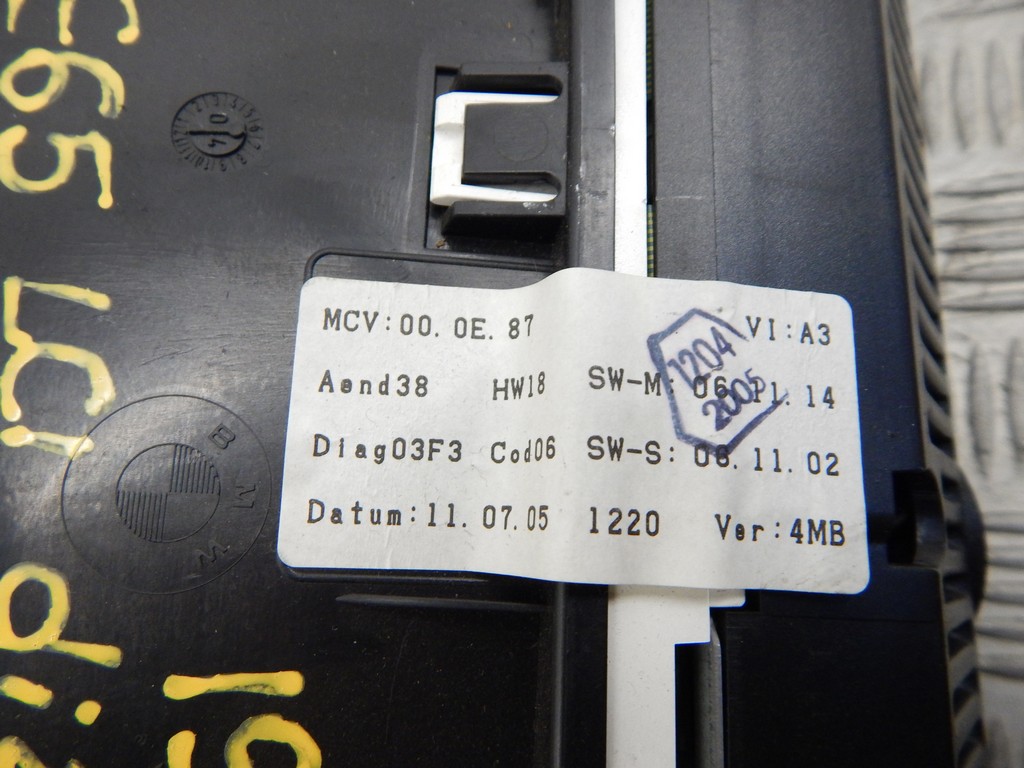 E65 LCI
MCV:00. 0E. 87 VI:A3
Aend38 HW18 SW-M: 06. 11. 14
Diag03F3 Cod06 SW-S: 06. 11. 02
Datum:11. 07. 05 1220 Ver:4MB
1204
2005
BMW
04